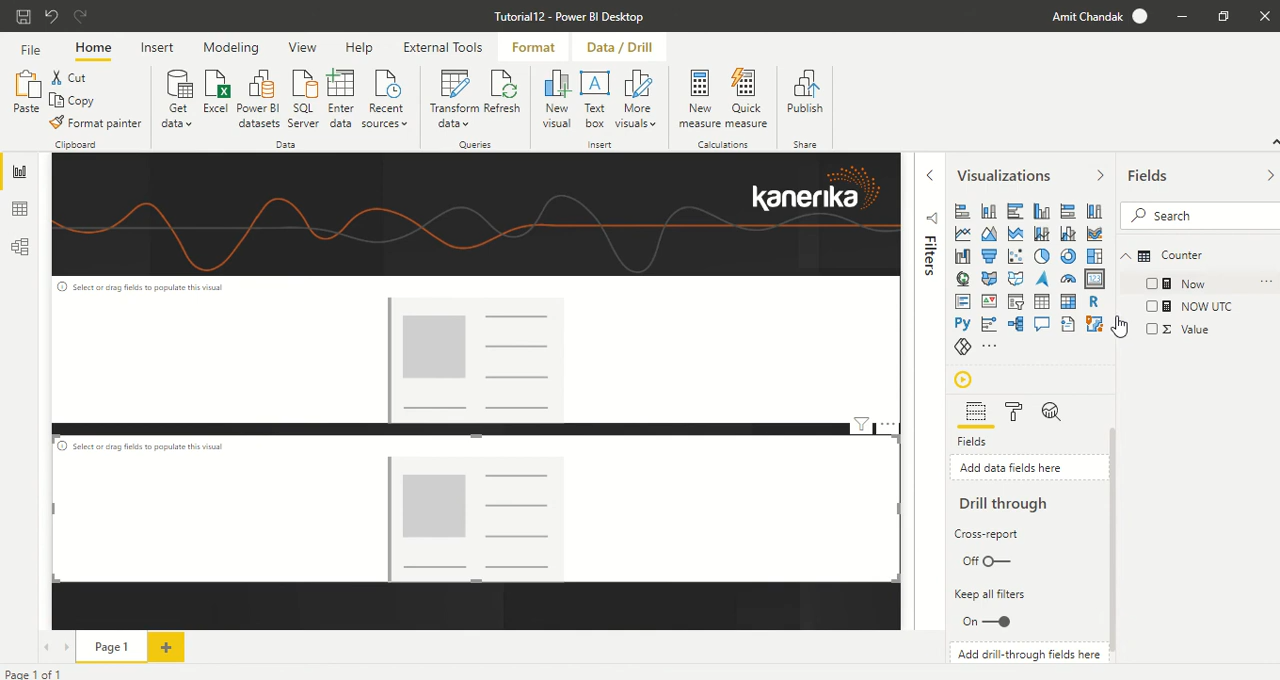 Tutorial12 - Power BI Desktop
Amit Chandak
File
Home
Insert
Modeling
View
Help
External Tools
Format
Data / Drill
Paste
Cut
Copy
Format painter
Clipboard
Get data
Excel
Power BI datasets
SQL Server
Enter data
Recent sources
Data
Transform data
Refresh
Queries
New visual
Text box
More visuals
Insert
New measure
Quick measure
Calculations
Publish
Share
kanerika
Select or drag fields to populate this visual
Select or drag fields to populate this visual
Filters
Visualizations
123
R
Py
Fields
Add data fields here
Drill through
Cross-report
Off
Keep all filters
On
Add drill-through fields here
Fields
Search
Counter
Now
NOW UTC
Σ Value
Page 1
Page 1 of 1